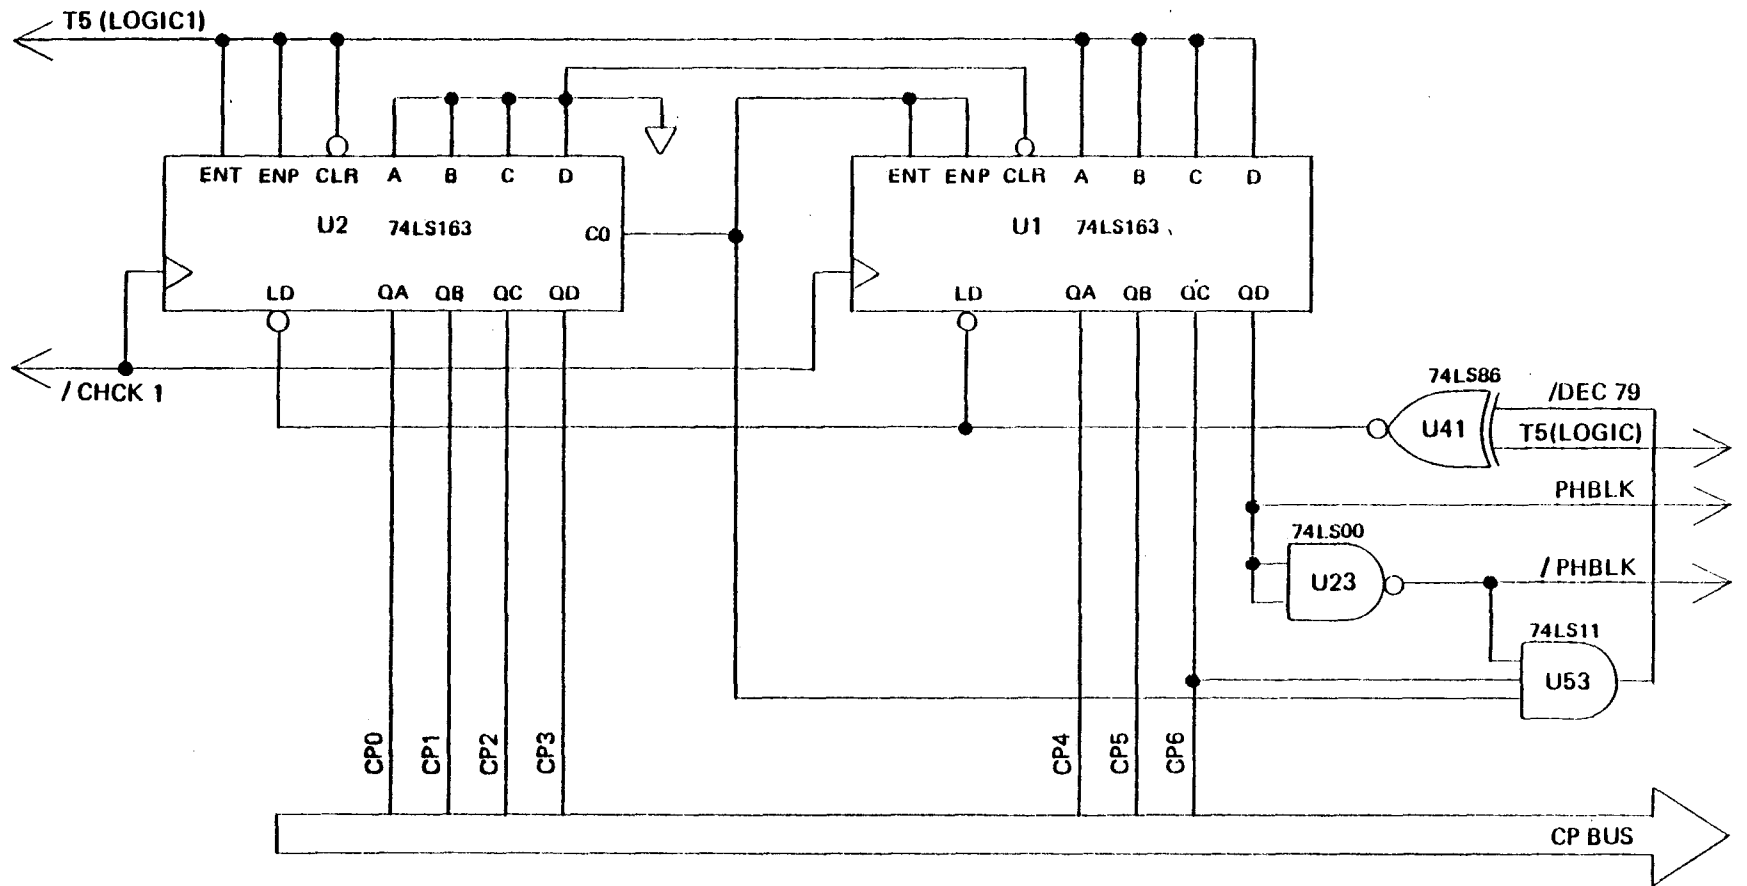 T5 (LOGIC1)
ENT ENP CLR A B C D
U2 74LS163
CO
LD QA QB QC QD
ENT ENP CLR A B C D
U1 74LS163
LD QA QB QC QD
/ CHCK 1
74LS86
U41
/DEC 79
T5(LOGIC)
PHBLK
74LS00
U23
/ PHBLK
74LS11
U53
CP0
CP1
CP2
CP3
CP4
CP5
CP6
CP BUS